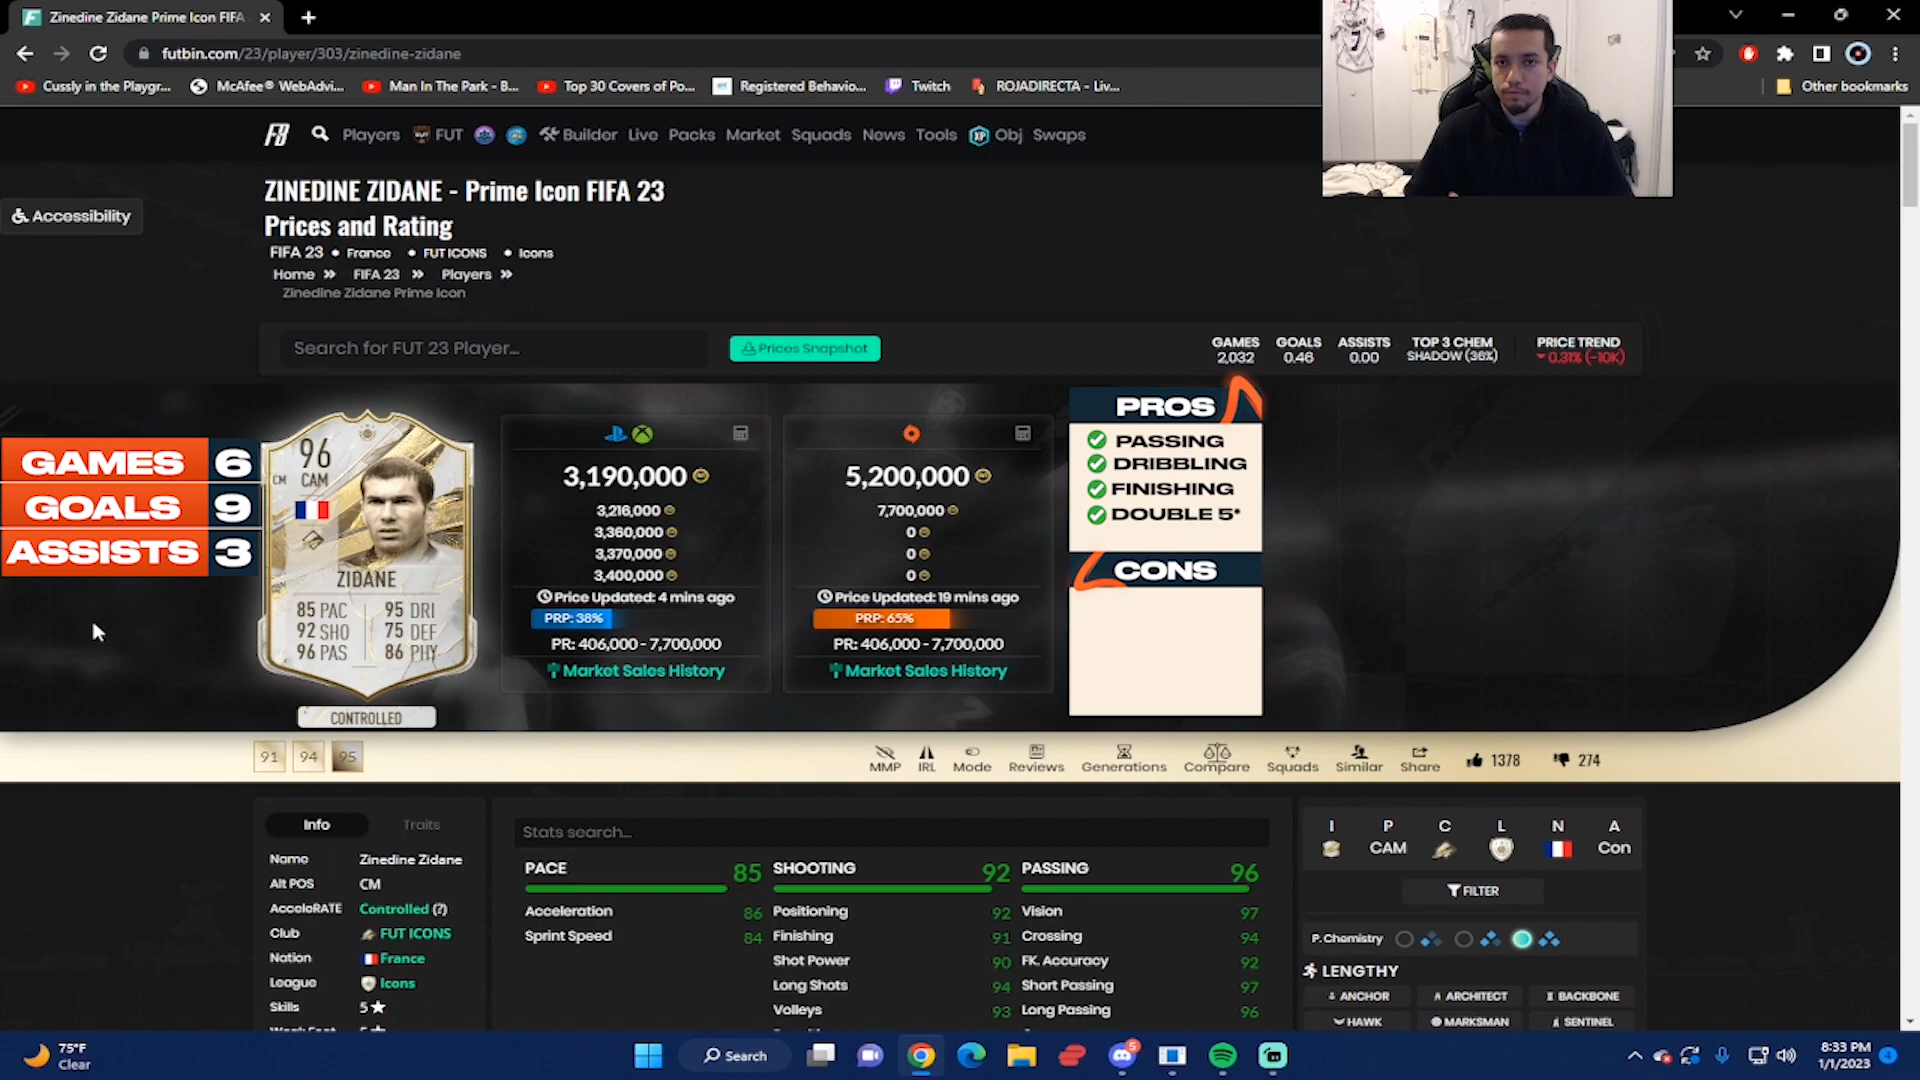 Zinedine Zidane Prime Icon FIFA
futbin.com/23/player/303/zinedine-zidane
Cussly in the Playgr...
McAfee® WebAdvi...
Man In The Park - B...
Top 30 Covers of Po...
Registered Behavio...
Twitch
ROJADIRECTA - Liv...
Other bookmarks
Players FUT Builder Live Packs Market Squads News Tools Obj Swaps
Accessibility
ZINEDINE ZIDANE - Prime Icon FIFA 23
Prices and Rating
FIFA 23 • France • FUT ICONS • Icons
Home » FIFA 23 » Players »
Zinedine Zidane Prime Icon
Search for FUT 23 Player...
Prices Snapshot
GAMES GOALS ASSISTS TOP 3 CHEM PRICE TREND
2,032 0.46 0.00 SHADOW (36%) 0.31% (-10K)
GAMES 6
GOALS 9
ASSISTS 3
96
CM CAM
ZIDANE
85 PAC 95 DRI
92 SHO 75 DEF
96 PAS 86 PHY
CONTROLLED
3,190,000
3,216,000
3,360,000
3,370,000
3,400,000
Price Updated: 4 mins ago
PRP: 38%
PR: 406,000 - 7,700,000
Market Sales History
5,200,000
7,700,000
0
0
0
Price Updated: 19 mins ago
PRP: 65%
PR: 406,000 - 7,700,000
Market Sales History
PROS
PASSING
DRIBBLING
FINISHING
DOUBLE 5*
CONS
91 94 95
MMP IRL Mode Reviews Generations Compare Squads Similar Share 1378 274
Info Traits
Name Zinedine Zidane
Alt POS CM
AcceleRATE Controlled (?)
Club FUT ICONS
Nation France
League Icons
Skills 5★
Stats search...
PACE 85
Acceleration 86
Sprint Speed 84
SHOOTING 92
Positioning 92
Finishing 91
Shot Power 90
Long Shots 94
Volleys 93
PASSING 96
Vision 97
Crossing 94
FK. Accuracy 92
Short Passing 97
Long Passing 96
I P C L N A
CAM Con
FILTER
P. Chemistry
LENGTHY
ANCHOR ARCHITECT BACKBONE
HAWK MARKSMAN SENTINEL
75°F
Clear
Search
5
8:33 PM
1/1/2023
4